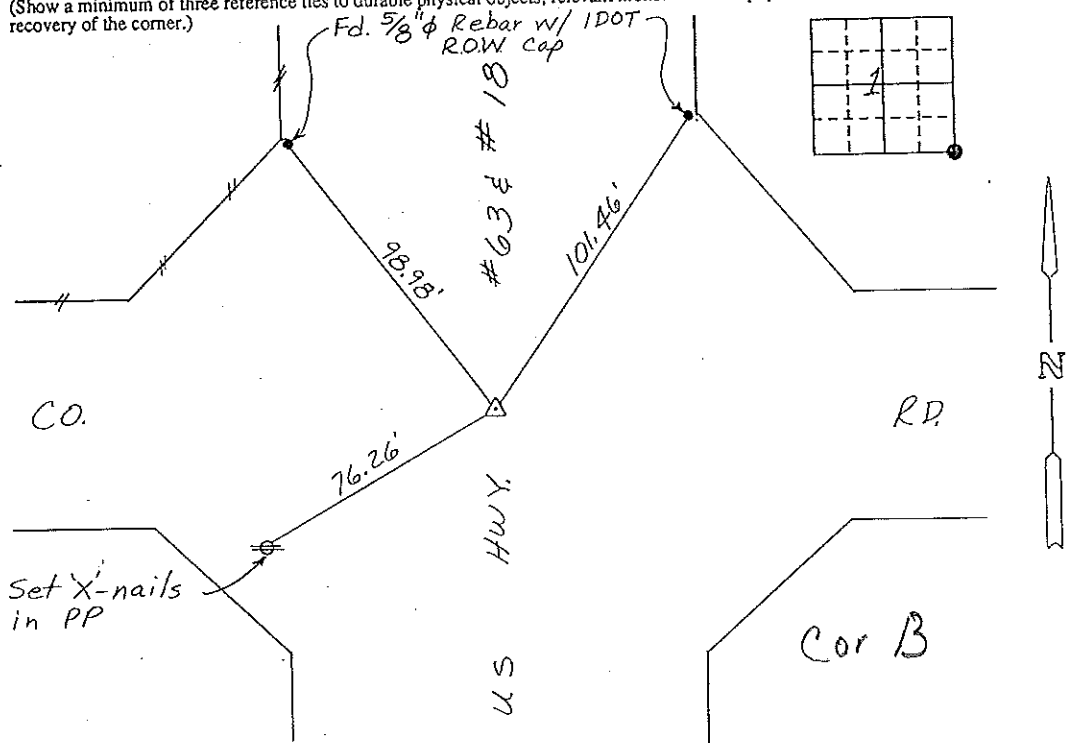 (Show a minimum of three reference ties to durable physical objects, relevant
recovery of the corner.)
Fd. 5/8"ϕ Rebar w/ IDOT
R.O.W. Cap
1
US HWY. #63 & #18
98.98'
101.46'
N
CO. RD.
76.26'
Set 'X'-nails
in PP
Cor B